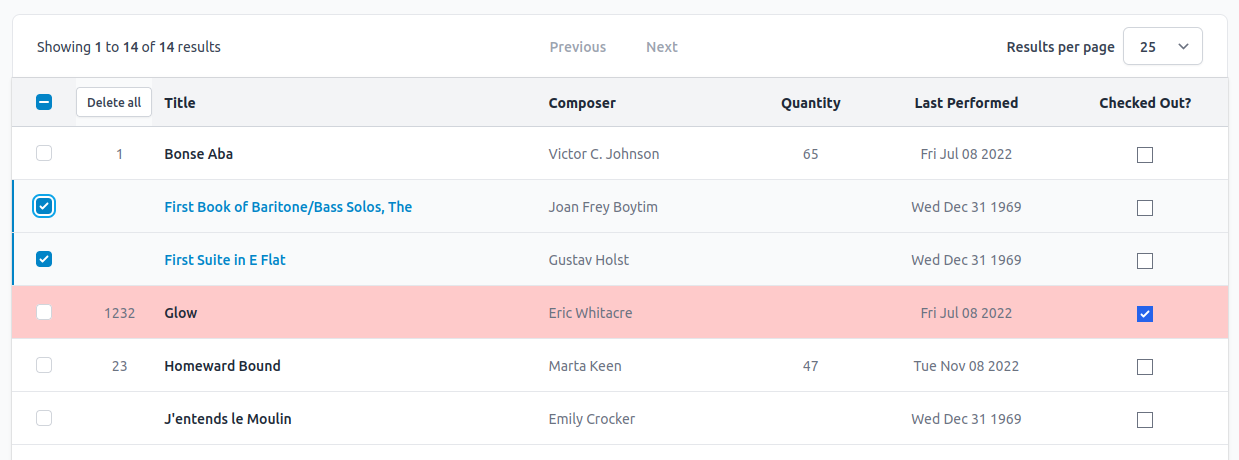 Showing 1 to 14 of 14 results Previous Next Results per page 25
Delete all Title Composer Quantity Last Performed Checked Out?
1 Bonse Aba Victor C. Johnson 65 Fri Jul 08 2022
First Book of Baritone/Bass Solos, The Joan Frey Boytim Wed Dec 31 1969
First Suite in E Flat Gustav Holst Wed Dec 31 1969
1232 Glow Eric Whitacre Fri Jul 08 2022
23 Homeward Bound Marta Keen 47 Tue Nov 08 2022
J'entends le Moulin Emily Crocker Wed Dec 31 1969